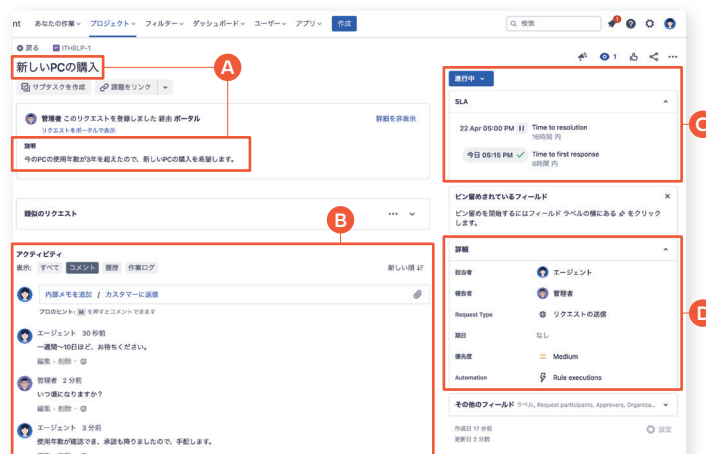 nt あなたの作業 プロジェクト フィルター ダッシュボード ユーザー アプリ 作成 検索
戻る ITHELP-1
1
新しいPCの購入
A
サブタスクを作成 課題をリンク
管理者 このリクエストを登録しました 経由 ポータル 詳細を非表示
リクエストをポータルで表示
説明
今のPCの使用年数が3年を超えたので、新しいPCの購入を希望します。
類似のリクエスト
B
アクティビティ
表示: すべて コメント 履歴 作業ログ 新しい順
内部メモを追加 / カスタマーに返信
プロのヒント: M を押すとコメントできます
エージェント 30 秒前
一週間〜10日ほど、お待ちください。
編集・削除・
管理者 2 分前
いつ頃になりますか?
編集・削除・
エージェント 3 分前
使用年数が確認でき、承認も降りましたので、手配します。
進行中
SLA
C
22 Apr 05:00 PM Time to resolution
16時間 内
今日 05:15 PM Time to first response
8時間 内
ピン留めされているフィールド
ピン留めを開始するにはフィールド ラベルの横にある をクリック
します。
詳細
担当者 エージェント
報告者 管理者
D
Request Type リクエストの送信
期日 なし
優先度 Medium
Automation Rule executions
その他のフィールド ラベル, Request participants, Approvers, Organiza...
作成日 17 分前 設定
更新日 2 分前